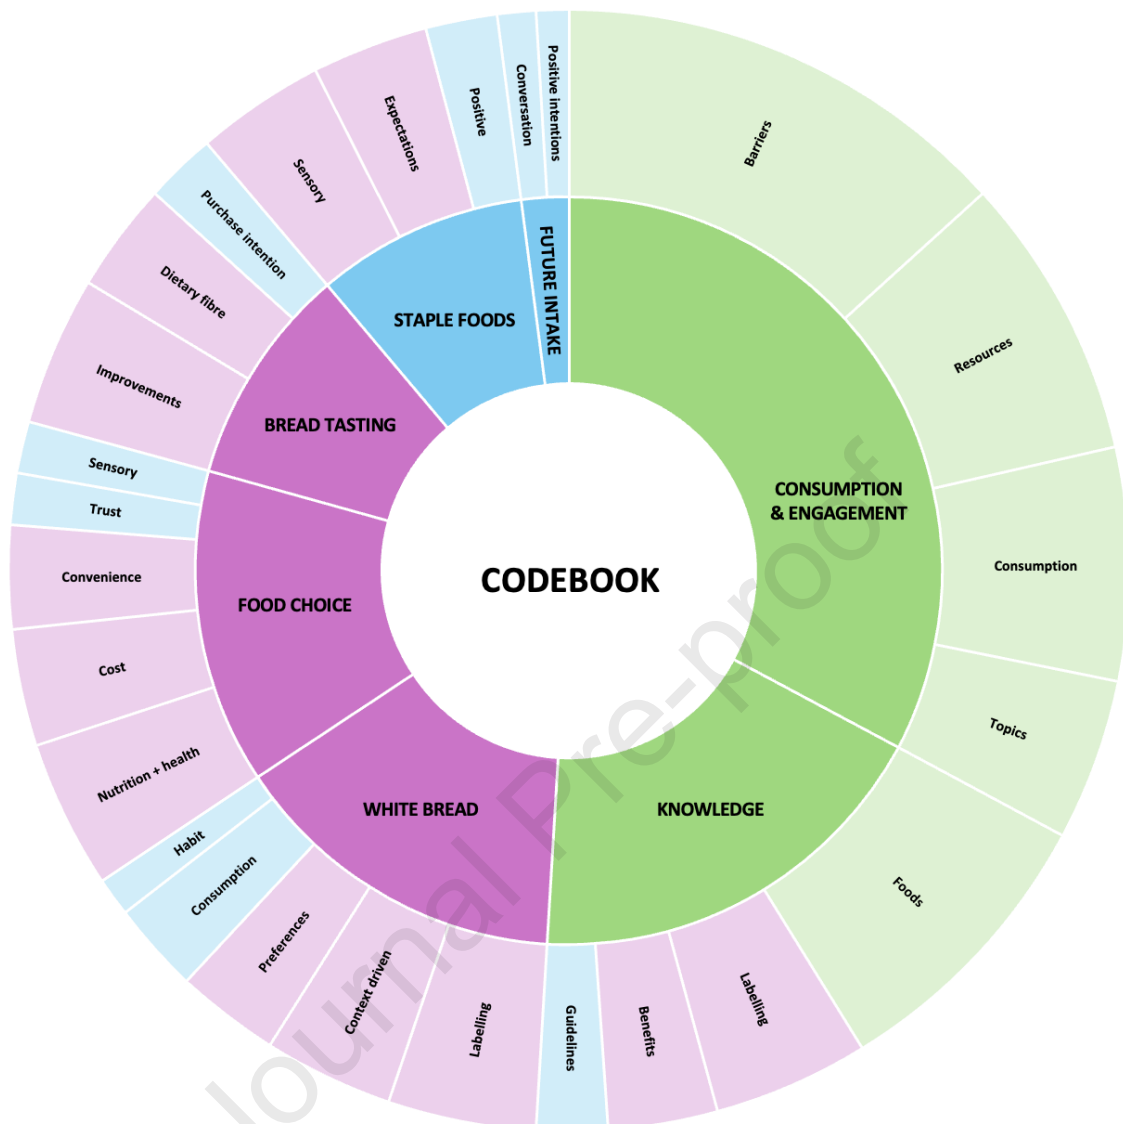 CODEBOOK
CONSUMPTION
& ENGAGEMENT
KNOWLEDGE
WHITE BREAD
FOOD CHOICE
BREAD TASTING
STAPLE FOODS
FUTURE INTAKE
Barriers
Resources
Consumption
Topics
Foods
Labelling
Benefits
Guidelines
Labelling
Context driven
Preferences
Consumption
Habit
Nutrition + health
Cost
Convenience
Trust
Sensory
Improvements
Dietary fibre
Purchase intention
Sensory
Expectations
Positive
Conversation
Positive intentions
Journal Pre-proof